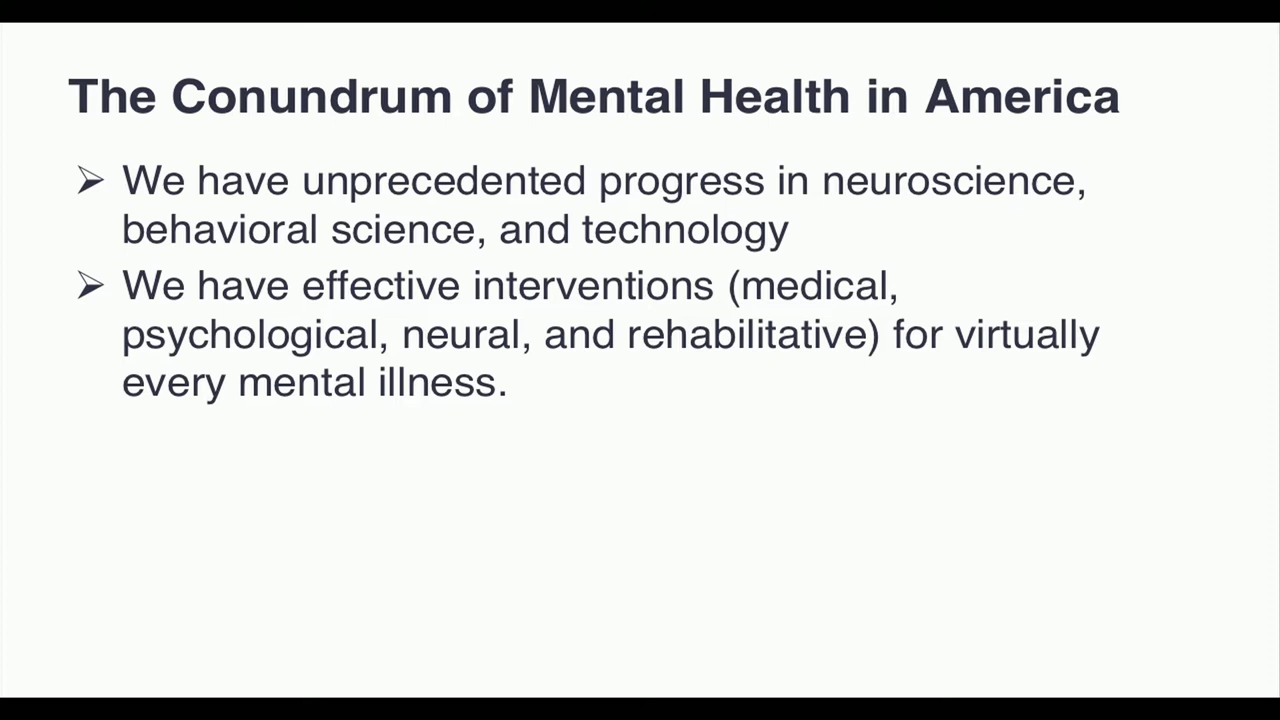 The Conundrum of Mental Health in America
➢ We have unprecedented progress in neuroscience,
behavioral science, and technology
➢ We have effective interventions (medical,
psychological, neural, and rehabilitative) for virtually
every mental illness.